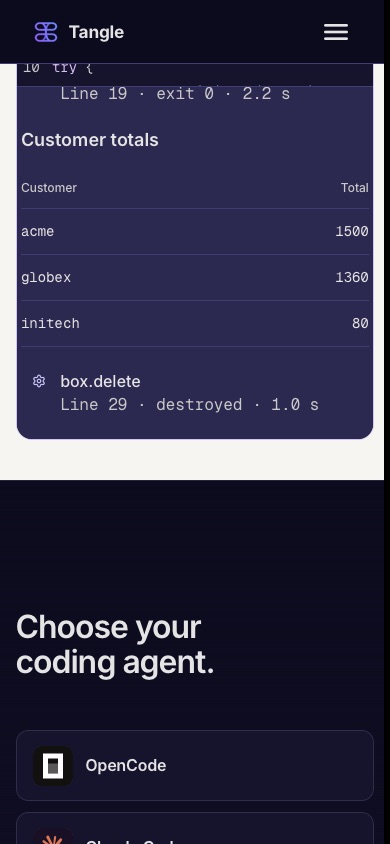 Tangle
10 try {
Line 19 · exit 0 · 2.2 s
Customer totals
Customer Total
acme 1500
globex 1360
initech 80
box.delete
Line 29 · destroyed · 1.0 s
Choose your
coding agent.
OpenCode